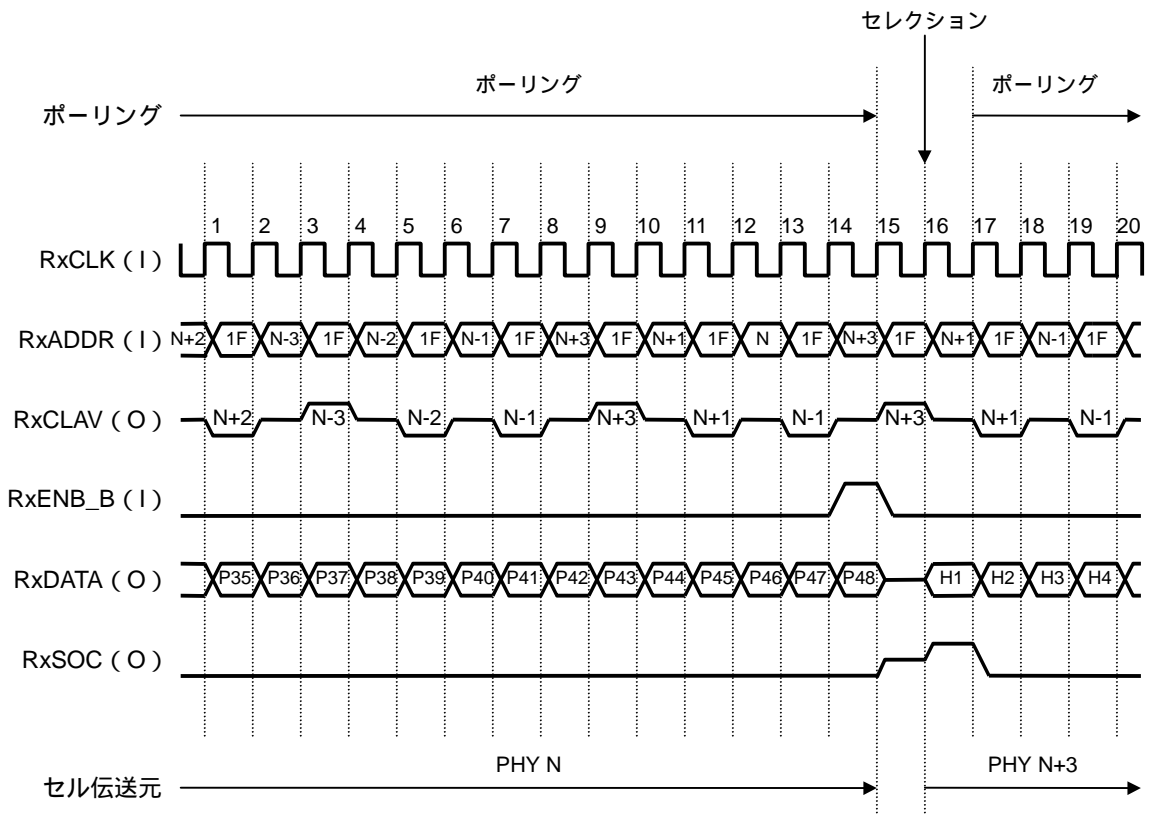 セレクション
ポーリング ポーリング
ポーリング
1 2 3 4 5 6 7 8 9 10 11 12 13 14 15 16 17 18 19 20
RxCLK ( I )
RxADDR ( I ) N+2 1F N-3 1F N-2 1F N-1 1F N+3 1F N+1 1F N 1F N+3 1F N+1 1F N-1 1F
RxCLAV ( O ) N+2 N-3 N-2 N-1 N+3 N+1 N-1 N+3 N+1 N-1
RxENB_B ( I )
RxDATA ( O ) P35 P36 P37 P38 P39 P40 P41 P42 P43 P44 P45 P46 P47 P48 H1 H2 H3 H4
RxSOC ( O )
PHY N PHY N+3
セル伝送元